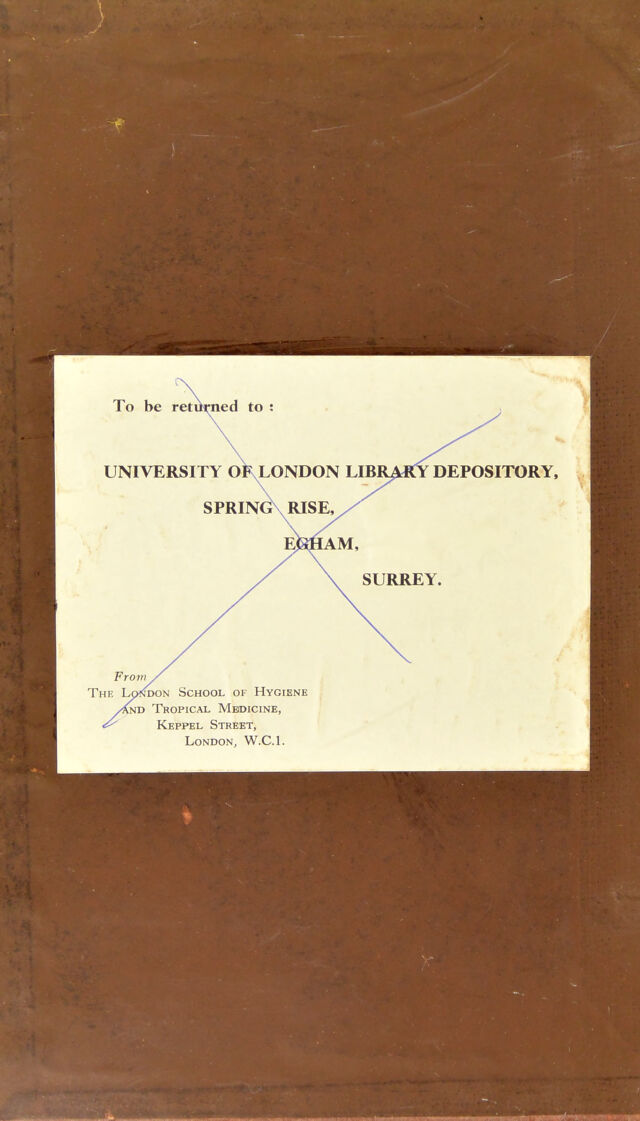 To be returned to :
UNIVERSITY OF LONDON LIBRARY DEPOSITORY,
SPRING RISE,
EGHAM,
SURREY.
From
The London School of Hygiene
and Tropical Medicine,
Keppel Street,
London, W.C.1.